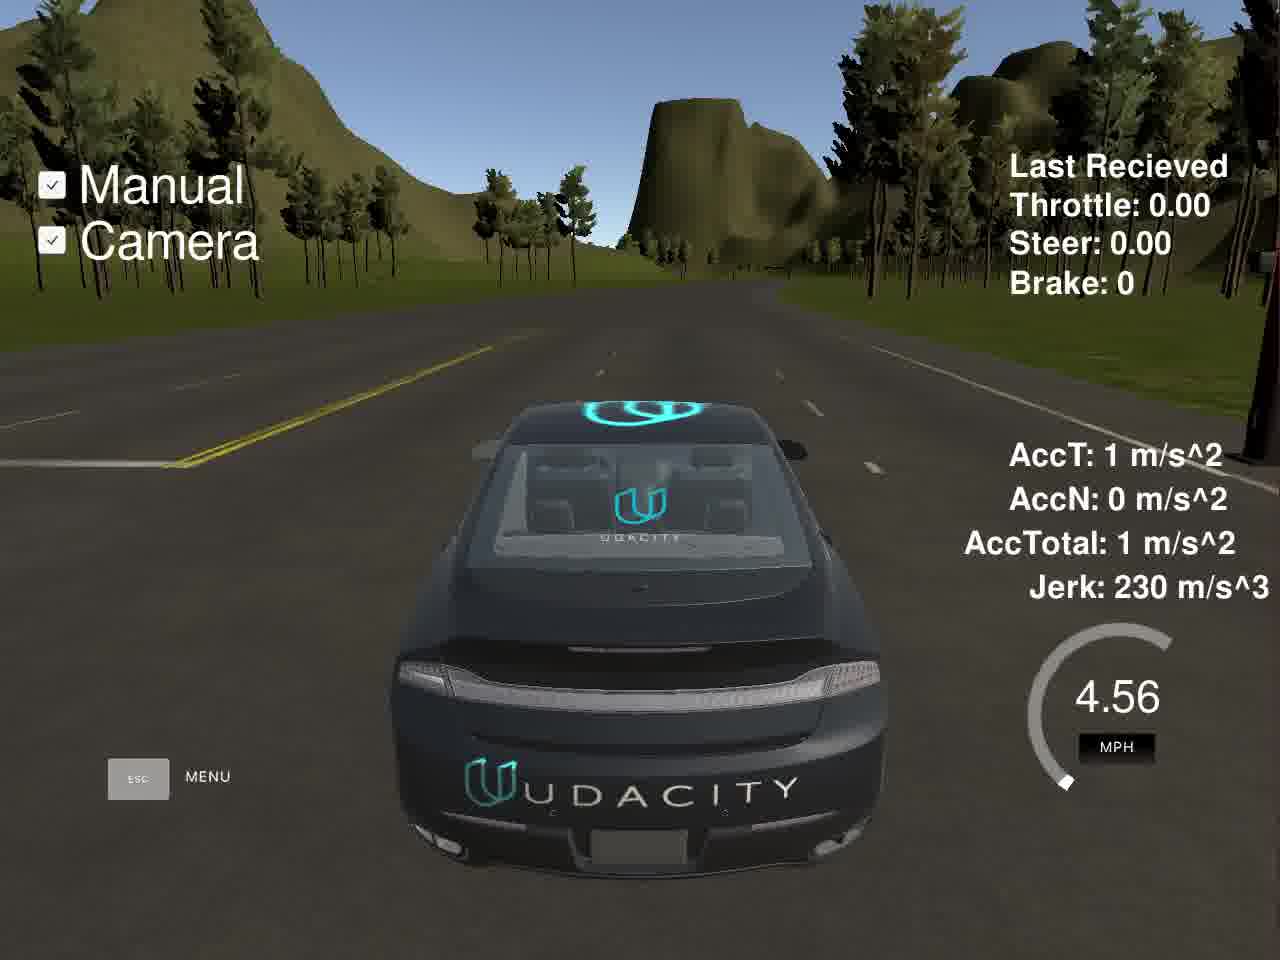 Manual
Camera
Last Recieved
Throttle: 0.00
Steer: 0.00
Brake: 0
UDACITY
AccT: 1 m/s^2
AccN: 0 m/s^2
AccTotal: 1 m/s^2
Jerk: 230 m/s^3
4.56
MPH
ESC MENU
UDACITY